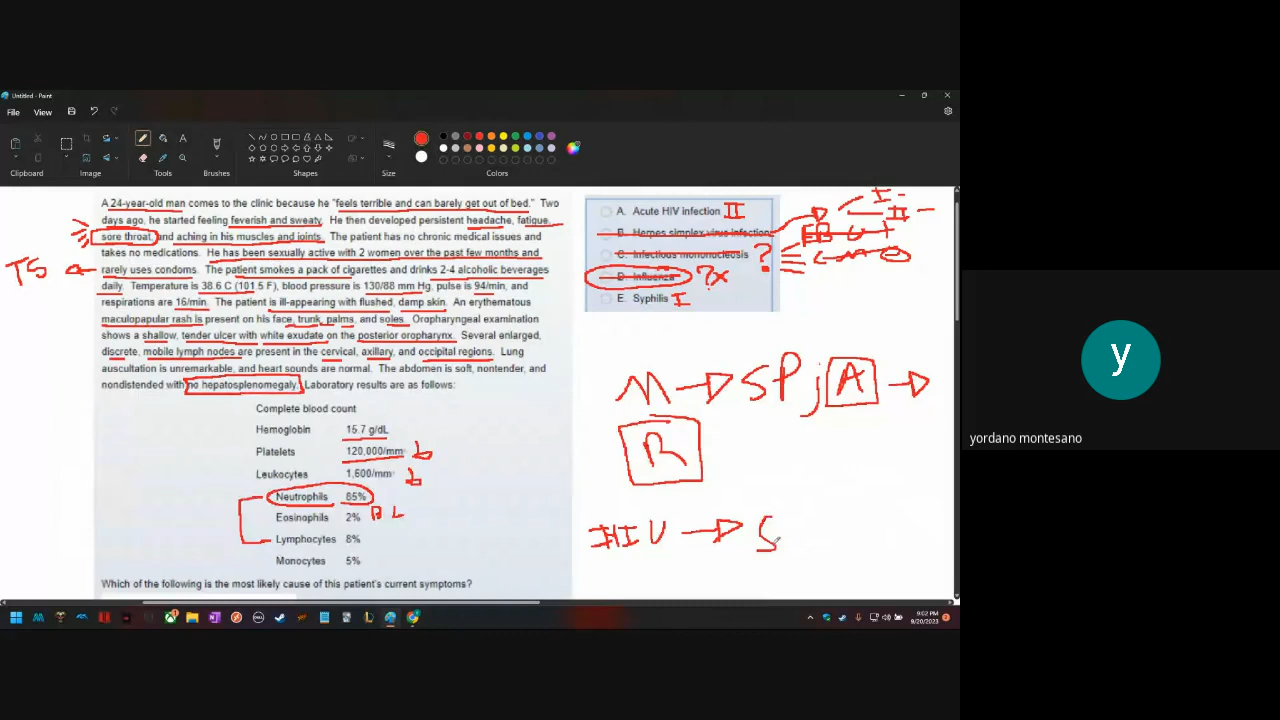 Untitled - Paint
File View
Clipboard
Image
Tools
Brushes
Shapes
Size
Colors
A 24-year-old man comes to the clinic because he "feels terrible and can barely get out of bed." Two
days ago, he started feeling feverish and sweaty. He then developed persistent headache, fatigue,
sore throat, and aching in his muscles and joints. The patient has no chronic medical issues and
takes no medications. He has been sexually active with 2 women over the past few months and
rarely uses condoms. The patient smokes a pack of cigarettes and drinks 2-4 alcoholic beverages
daily. Temperature is 38.6 C (101.5 F), blood pressure is 130/88 mm Hg, pulse is 94/min, and
respirations are 16/min. The patient is ill-appearing with flushed, damp skin. An erythematous
maculopapular rash is present on his face, trunk, palms, and soles. Oropharyngeal examination
shows a shallow, tender ulcer with white exudate on the posterior oropharynx. Several enlarged,
discrete, mobile lymph nodes are present in the cervical, axillary, and occipital regions. Lung
auscultation is unremarkable, and heart sounds are normal. The abdomen is soft, nontender, and
nondistended with no hepatosplenomegaly. Laboratory results are as follows:
TS
Complete blood count
Hemoglobin 15.7 g/dL
Platelets 120,000/mm
Leukocytes 1,600/mm
Neutrophils 65%
Eosinophils 2%
Lymphocytes 8%
Monocytes 5%
Which of the following is the most likely cause of this patient's current symptoms?
A. Acute HIV infection II
B. Herpes simplex virus infection
C. Infectious mononucleosis ?
D. Influenza ?x
E. Syphilis I
I -
II -
M SPj A
R
HIV S
y
yordano montesano
9:02 PM
9/20/2023